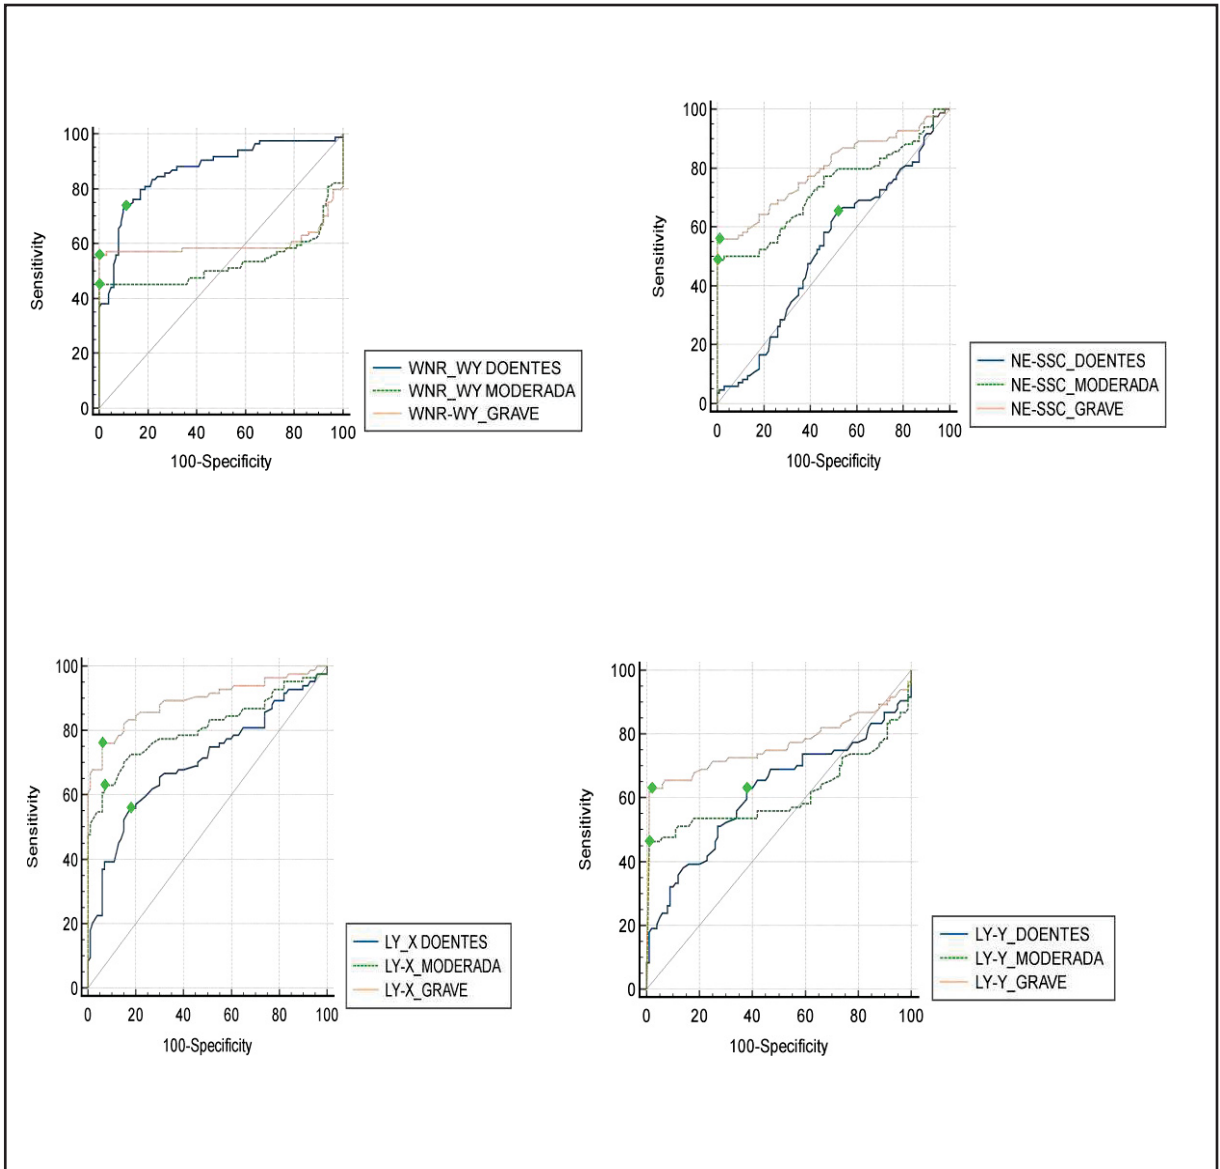 100
80
60
40
20
0
Sensitivity
0 20 40 60 80 100
100-Specificity
WNR_WY DOENTES
WNR_WY MODERADA
WNR-WY_GRAVE
100
80
60
40
20
0
Sensitivity
0 20 40 60 80 100
100-Specificity
NE-SSC_DOENTES
NE-SSC_MODERADA
NE-SSC_GRAVE
100
80
60
40
20
0
Sensitivity
0 20 40 60 80 100
100-Specificity
LY_X DOENTES
LY-X_MODERADA
LY-X_GRAVE
100
80
60
40
20
0
Sensitivity
0 20 40 60 80 100
100-Specificity
LY-Y_DOENTES
LY-Y_MODERADA
LY-Y_GRAVE